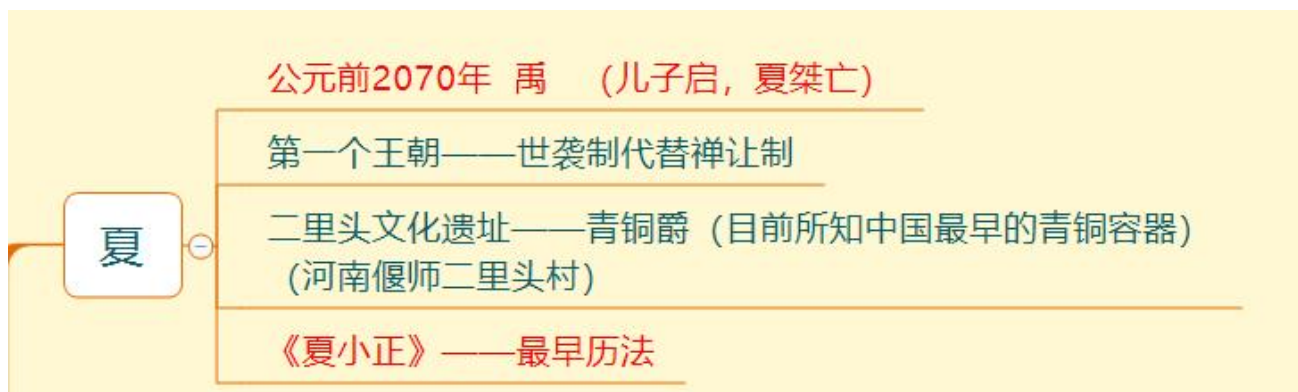 公元前2070年 禹 （儿子启，夏桀亡）
第一个王朝——世袭制代替禅让制
夏
二里头文化遗址——青铜爵（目前所知中国最早的青铜容器）
（河南偃师二里头村）
《夏小正》——最早历法